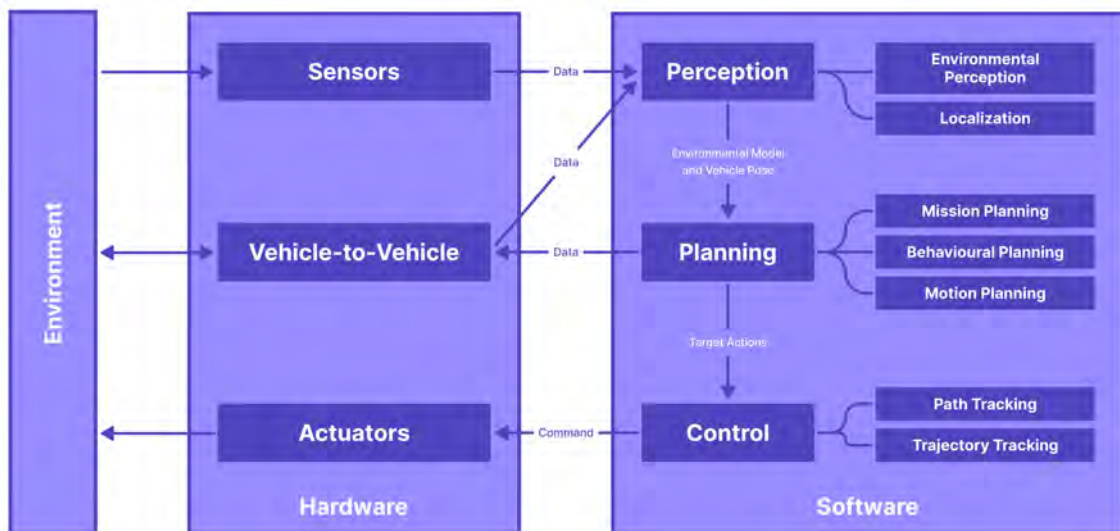 Environment
Sensors
Vehicle-to-Vehicle
Actuators
Hardware
Data
Data
Data
Command
Perception
Environmental Model
and Vehicle Pose
Planning
Target Actions
Control
Environmental
Perception
Localization
Mission Planning
Behavioural Planning
Motion Planning
Path Tracking
Trajectory Tracking
Software